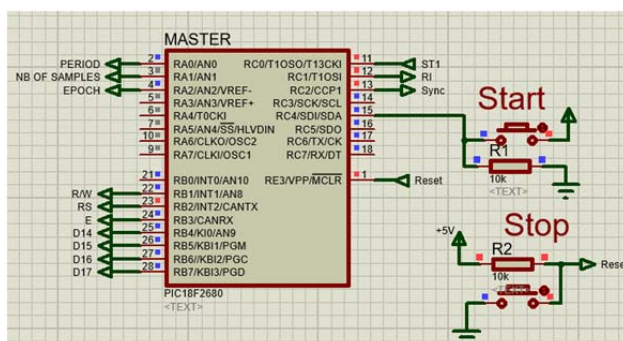 MASTER
PERIOD 2 RA0/AN0 RC0/T1OSO/T13CKI 11 ST1
NB OF SAMPLES 3 RA1/AN1 RC1/T1OSI 12 RI
EPOCH 4 RA2/AN2/VREF- RC2/CCP1 13 Sync
5 RA3/AN3/VREF+ RC3/SCK/SCL 14
6 RA4/T0CKI RC4/SDI/SDA 15
7 RA5/AN4/SS/HLVDIN RC5/SDO 16
10 RA6/CLKO/OSC2 RC6/TX/CK 17
9 RA7/CLKI/OSC1 RC7/RX/DT 18
21 RB0/INT0/AN10 RE3/VPP/MCLR 1 Reset
R/W 22 RB1/INT1/AN8
RS 23 RB2/INT2/CANTX
E 24 RB3/CANRX
D14 25 RB4/KI0/AN9
D15 26 RB5/KBI1/PGM
D16 27 RB6//KBI2/PGC
D17 28 RB7/KBI3/PGD
PIC18F2680
<TEXT>
Start
R1
10k
<TEXT>
Stop
+5V
R2
Rese
10k
<TEXT>